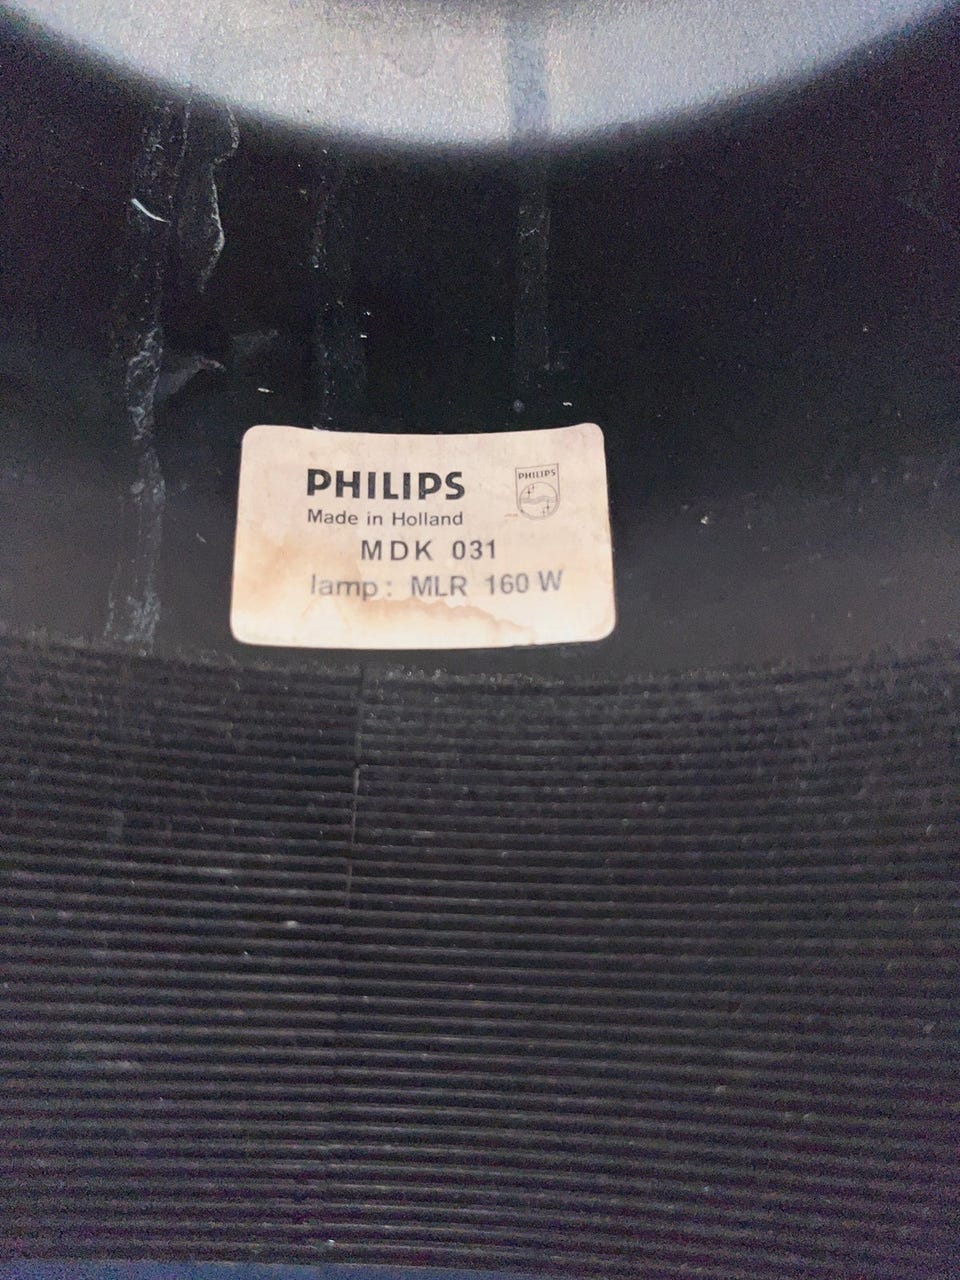 PHILIPS
PHILIPS
Made in Holland
MDK 031
lamp: MLR 160 W